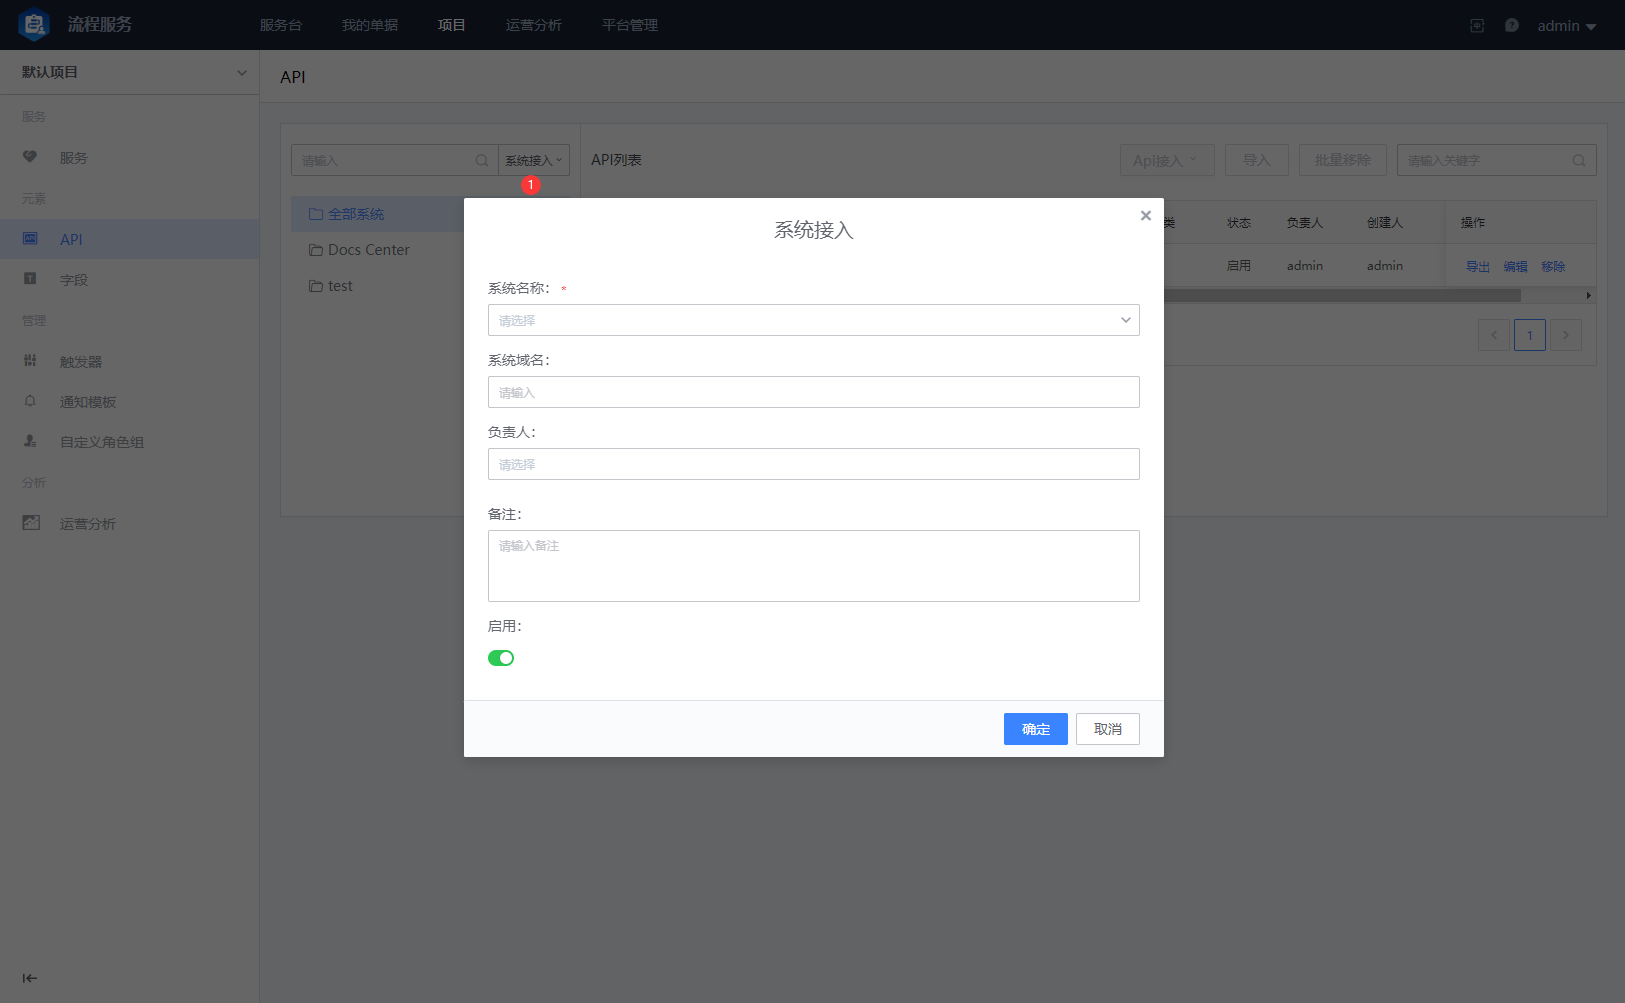 流程服务
服务台 我的单据 项目 运营分析 平台管理
admin
默认项目
API
服务
服务
元素
API
字段
管理
触发器
通知模板
自定义角色组
分析
运营分析
请输入 系统接入
1
全部系统
Docs Center
test
API列表
Api接入 导入 批量移除 请输入关键字
类 状态 负责人 创建人 操作
启用 admin admin 导出 编辑 移除
1
系统接入
系统名称： *
请选择
系统域名：
请输入
负责人：
请选择
备注：
请输入备注
启用：
确定 取消